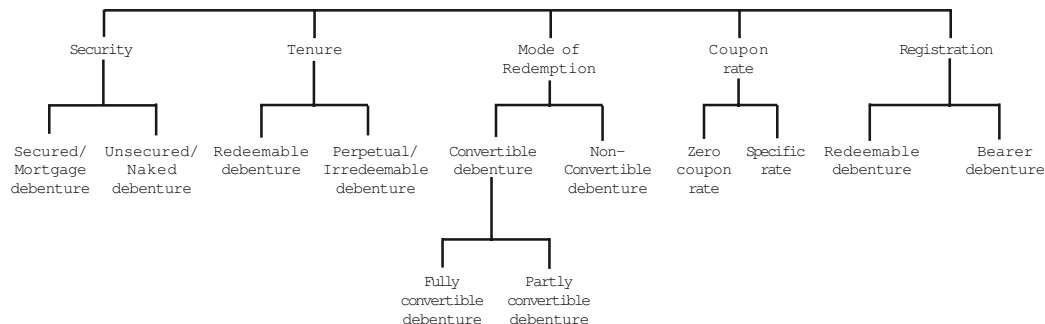 Security
Tenure
Mode of
Redemption
Coupon
rate
Registration
Secured/
Mortgage
debenture
Unsecured/
Naked
debenture
Redeemable
debenture
Perpetual/
Irredeemable
debenture
Convertible
debenture
Non-
Convertible
debenture
Zero
coupon
rate
Specific
rate
Redeemable
debenture
Bearer
debenture
Fully
convertible
debenture
Partly
convertible
debenture